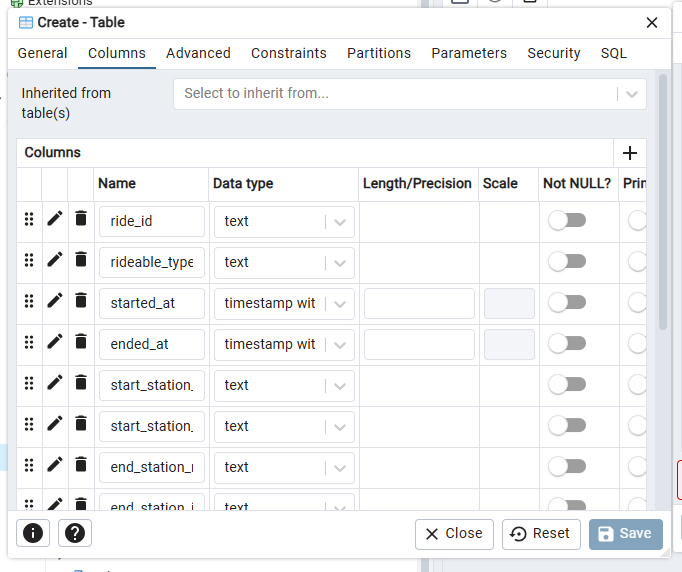 Extensions
Create - Table
General Columns Advanced Constraints Partitions Parameters Security SQL
Inherited from table(s)
Select to inherit from...
Columns
Name Data type Length/Precision Scale Not NULL? Prin
ride_id text
rideable_type text
started_at timestamp wit
ended_at timestamp wit
start_station_ text
start_station_ text
end_station_ text
end_station_i text
Close Reset Save